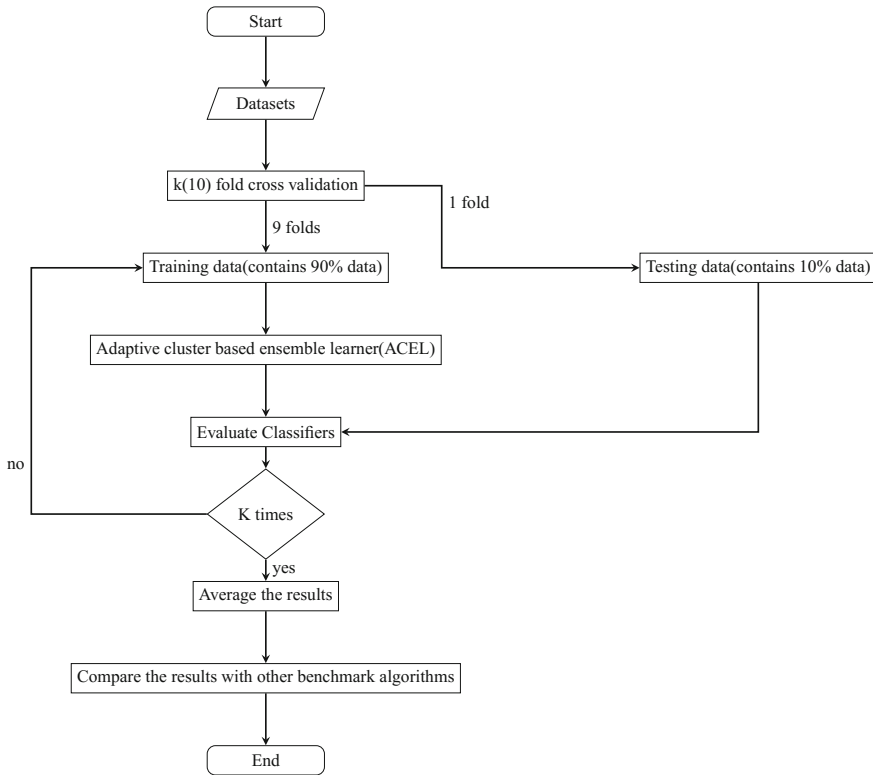 Start
Datasets
k(10) fold cross validation
1 fold
9 folds
Training data(contains 90% data)
Testing data(contains 10% data)
Adaptive cluster based ensemble learner(ACEL)
Evaluate Classifiers
no
K times
yes
Average the results
Compare the results with other benchmark algorithms
End